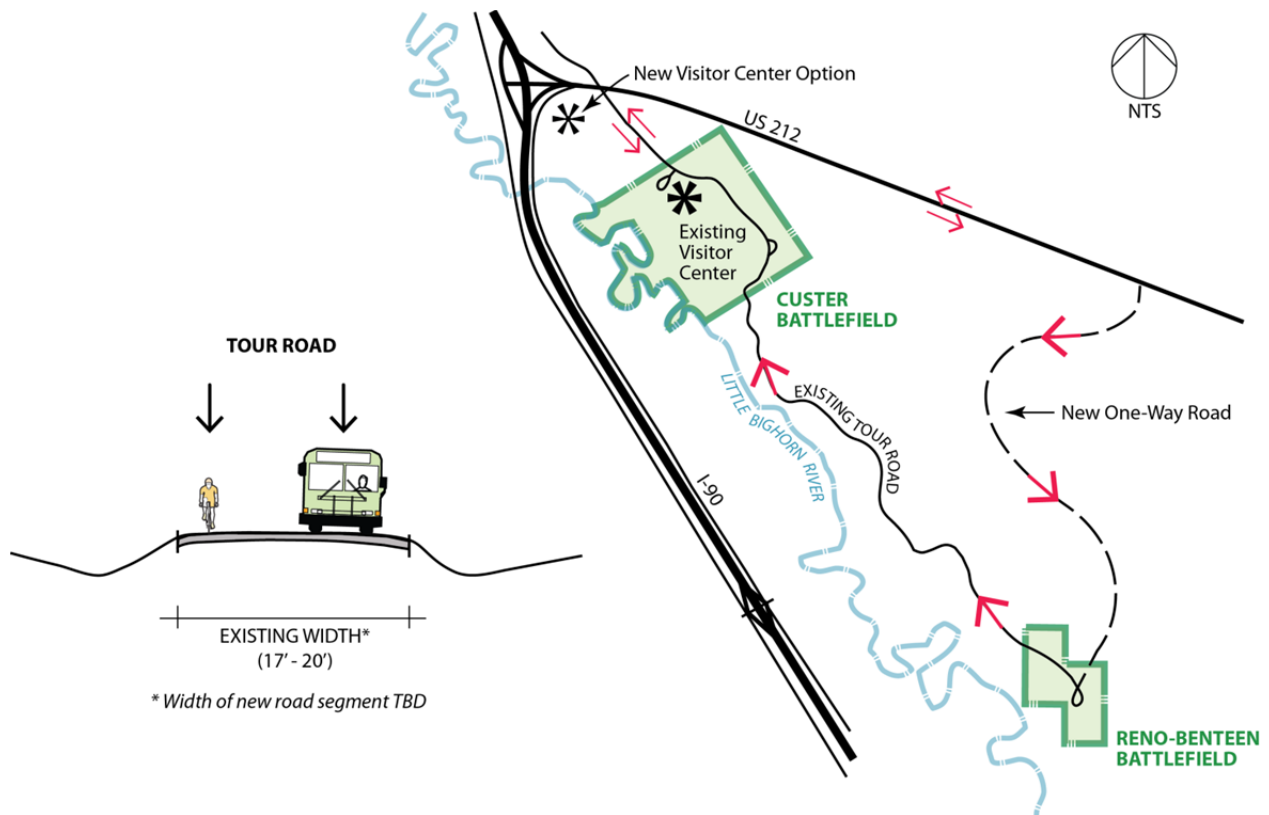 New Visitor Center Option
NTS
US 212
Existing
Visitor
Center
CUSTER
BATTLEFIELD
TOUR ROAD
LITTLE BIGHORN RIVER
EXISTING TOUR ROAD
New One-Way Road
I-90
EXISTING WIDTH*
(17' - 20')
* Width of new road segment TBD
RENO-BENTEEN
BATTLEFIELD